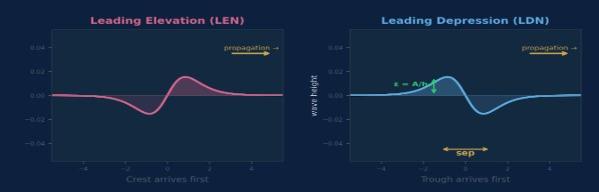 Leading Elevation (LEN)
propagation →
0.04
0.02
0.00
−0.02
−0.04
−4
−2
0
2
4
Crest arrives first
Leading Depression (LDN)
propagation →
wave height
0.04
0.02
0.00
−0.02
−0.04
ε = A/h
sep
−4
−2
0
2
4
Trough arrives first